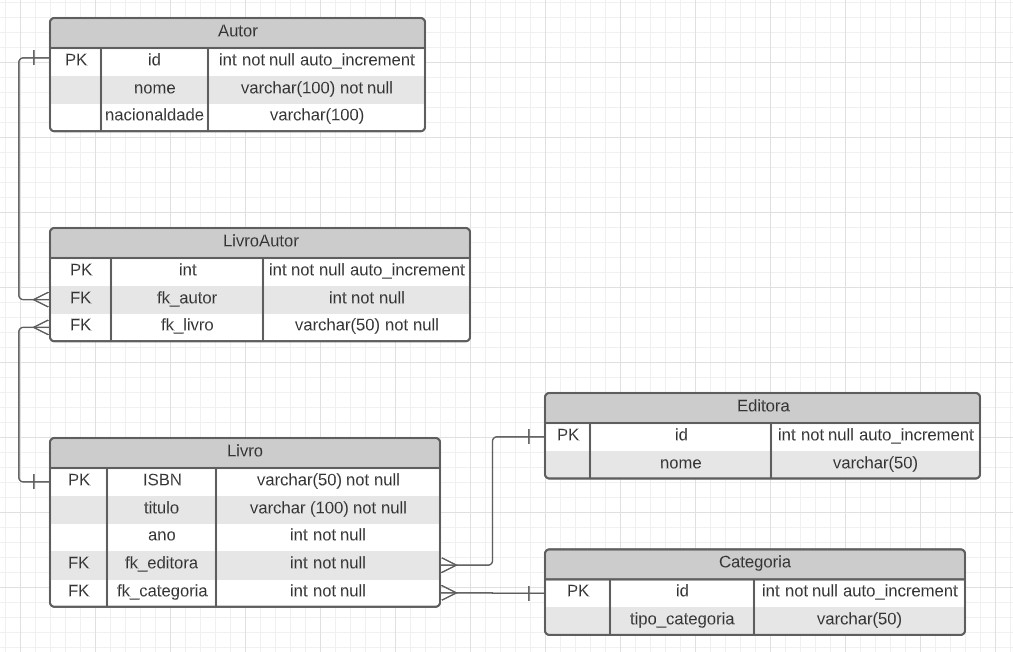 Autor
PK id int not null auto_increment
nome varchar(100) not null
nacionaldade varchar(100)
LivroAutor
PK int int not null auto_increment
FK fk_autor int not null
FK fk_livro varchar(50) not null
Livro
PK ISBN varchar(50) not null
titulo varchar (100) not null
ano int not null
FK fk_editora int not null
FK fk_categoria int not null
Editora
PK id int not null auto_increment
nome varchar(50)
Categoria
PK id int not null auto_increment
tipo_categoria varchar(50)